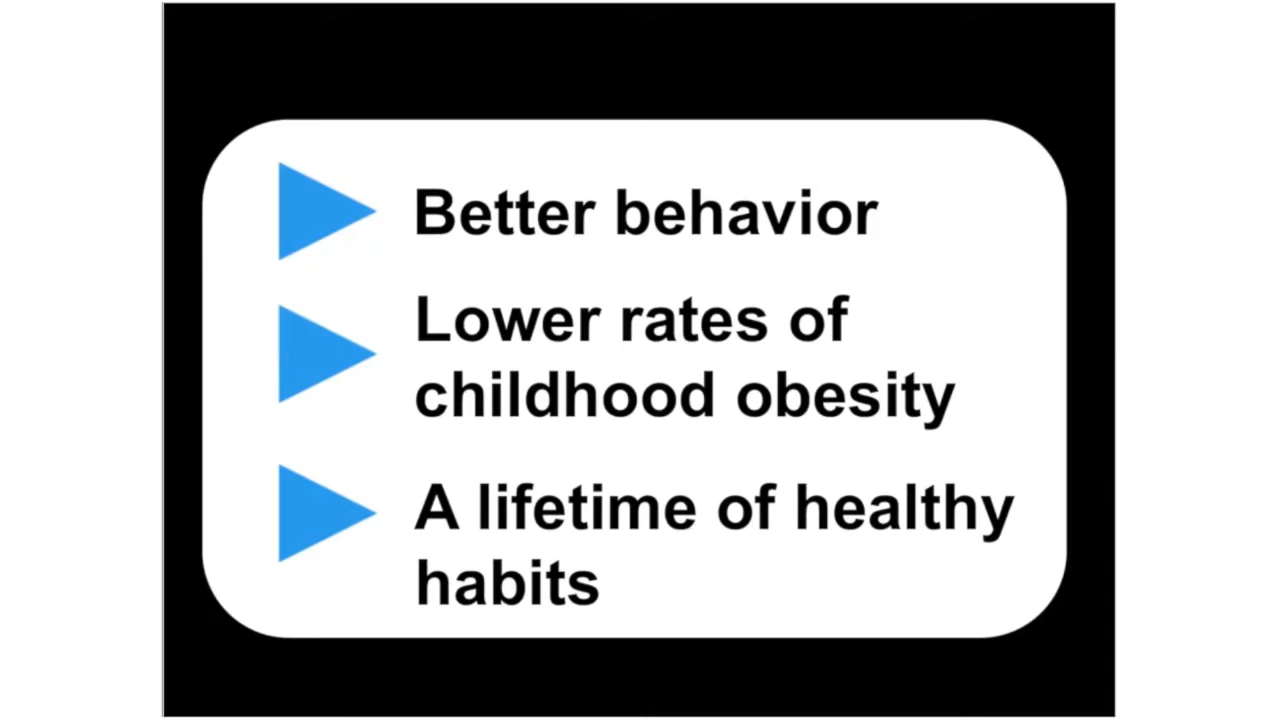 Better behavior
Lower rates of
childhood obesity
A lifetime of healthy
habits